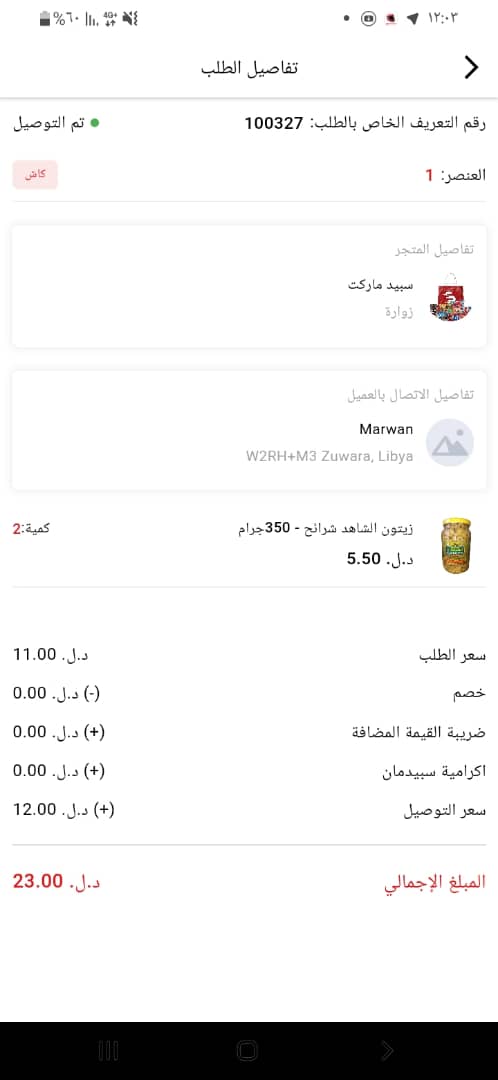 ١٢:٠٣ 4G+ %٦٠
تفاصيل الطلب
رقم التعريف الخاص بالطلب: 100327 تم التوصيل
العنصر: 1 كاش
تفاصيل المتجر
سبيد ماركت
زوارة
تفاصيل الاتصال بالعميل
Marwan
W2RH+M3 Zuwara, Libya
زيتون الشاهد شرائح - 350جرام كمية:2
د.ل. 5.50
سعر الطلب د.ل. 11.00
خصم (-) د.ل. 0.00
ضريبة القيمة المضافة (+) د.ل. 0.00
اكرامية سبيدمان (+) د.ل. 0.00
سعر التوصيل (+) د.ل. 12.00
المبلغ الإجمالي د.ل. 23.00